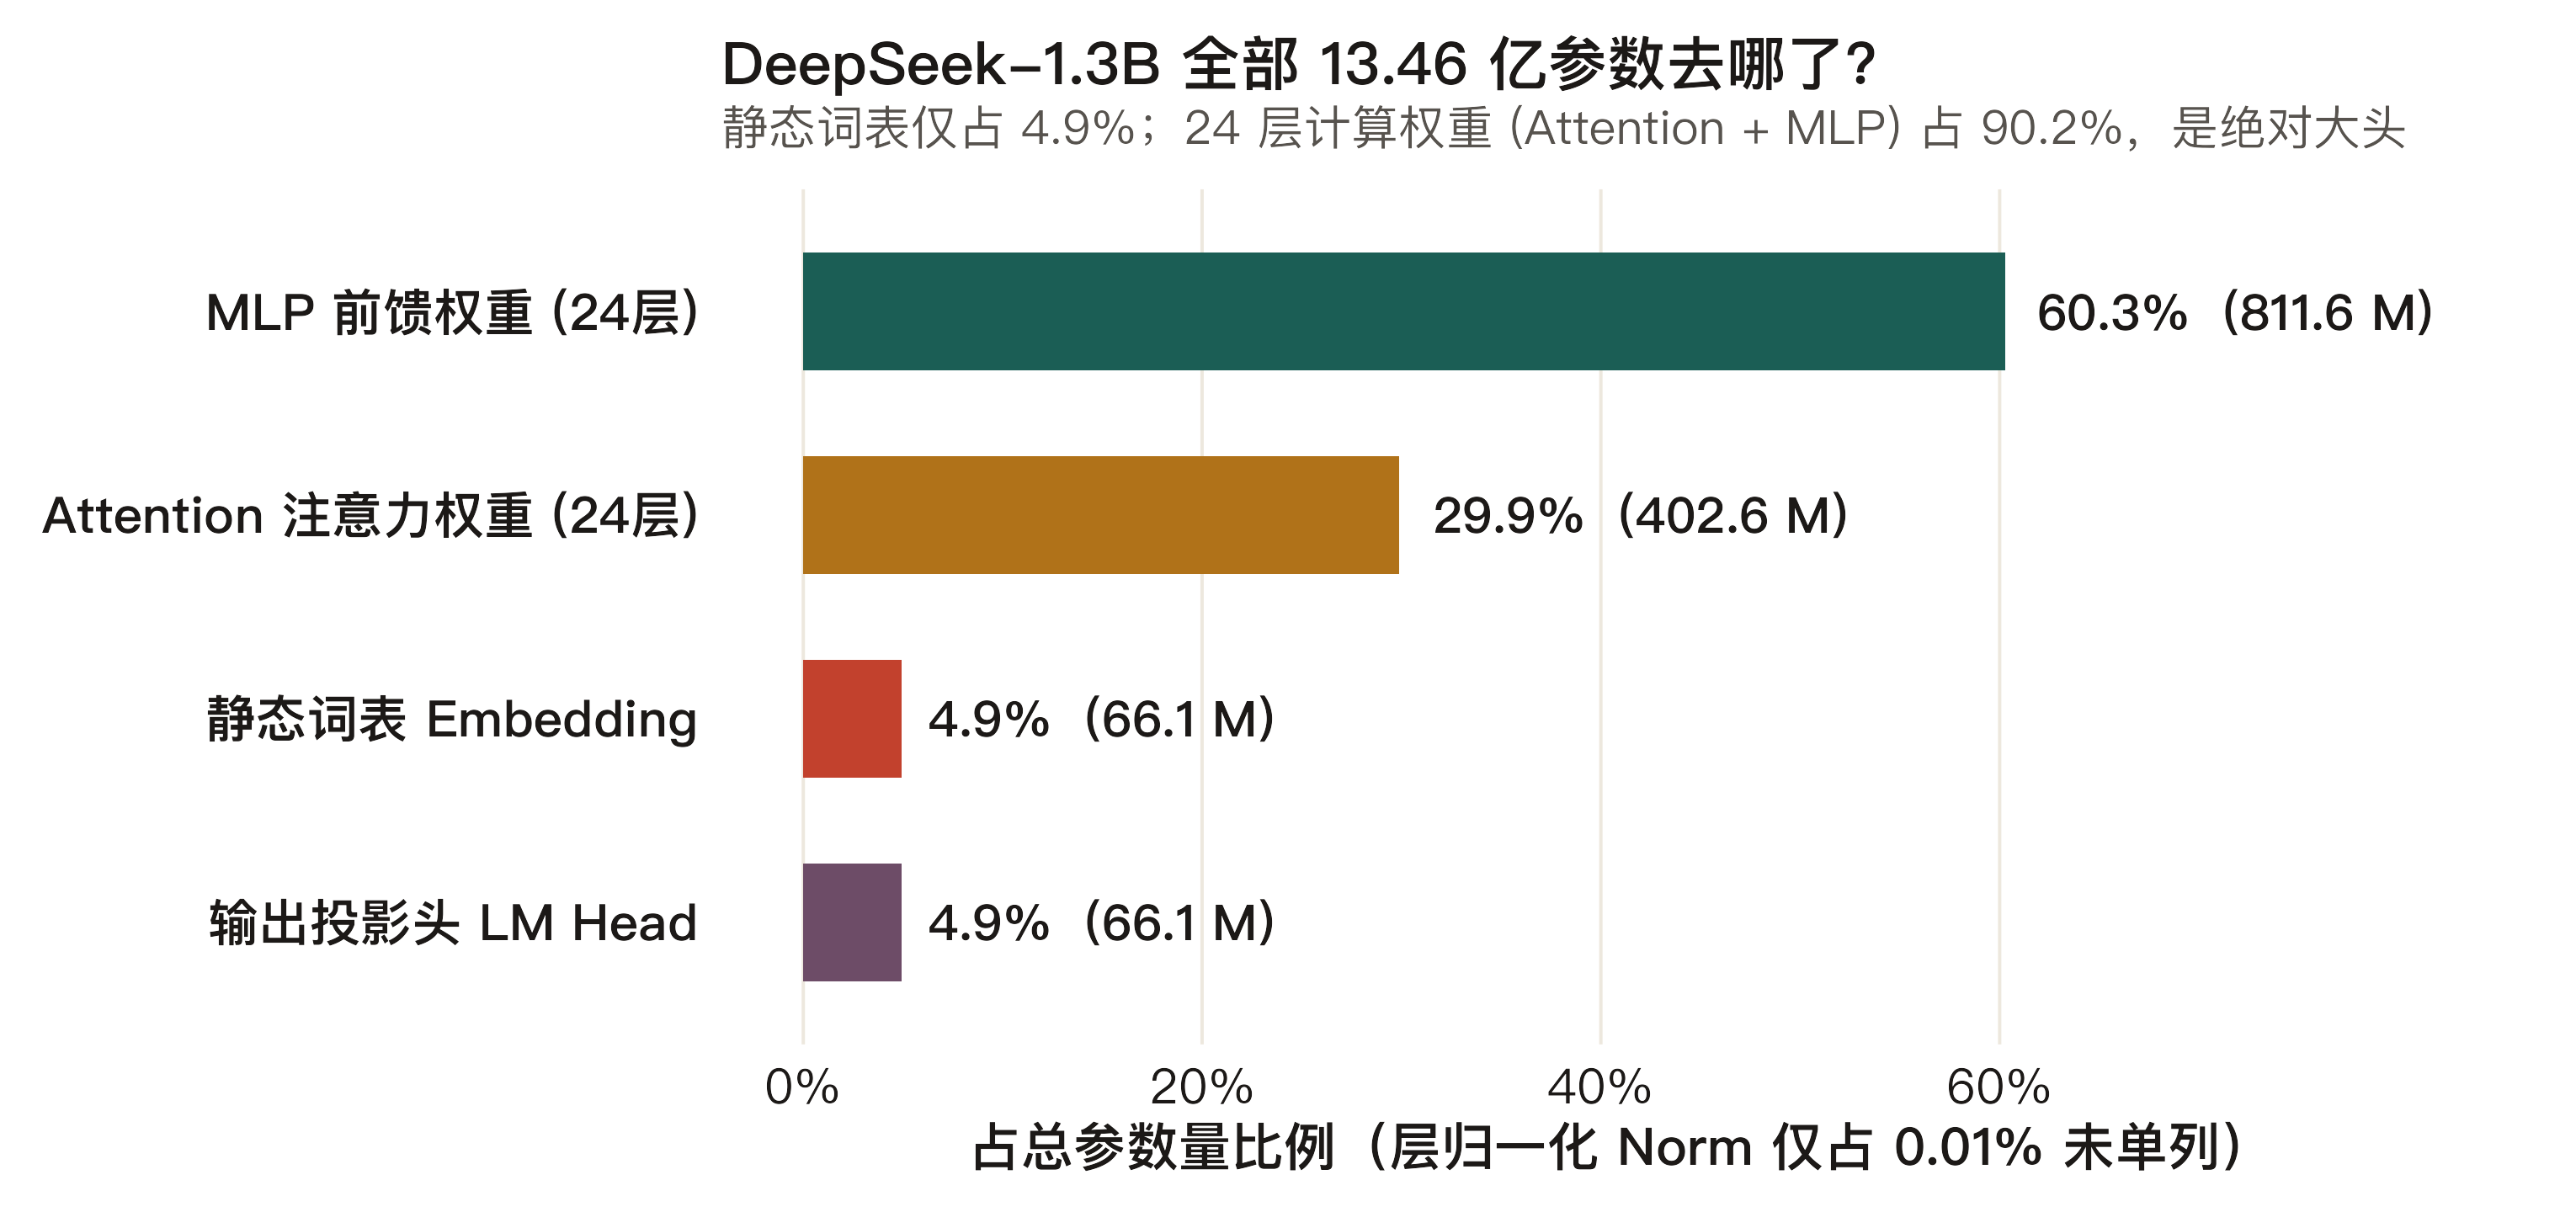 DeepSeek–1.3B 全部 13.46 亿参数去哪了?
静态词表仅占 4.9%；24 层计算权重 (Attention + MLP) 占 90.2%，是绝对大头
MLP 前馈权重 (24层)
60.3%（811.6 M）
Attention 注意力权重 (24层)
29.9%（402.6 M）
静态词表 Embedding
4.9%（66.1 M）
输出投影头 LM Head
4.9%（66.1 M）
0% 20% 40% 60%
占总参数量比例（层归一化 Norm 仅占 0.01% 未单列）